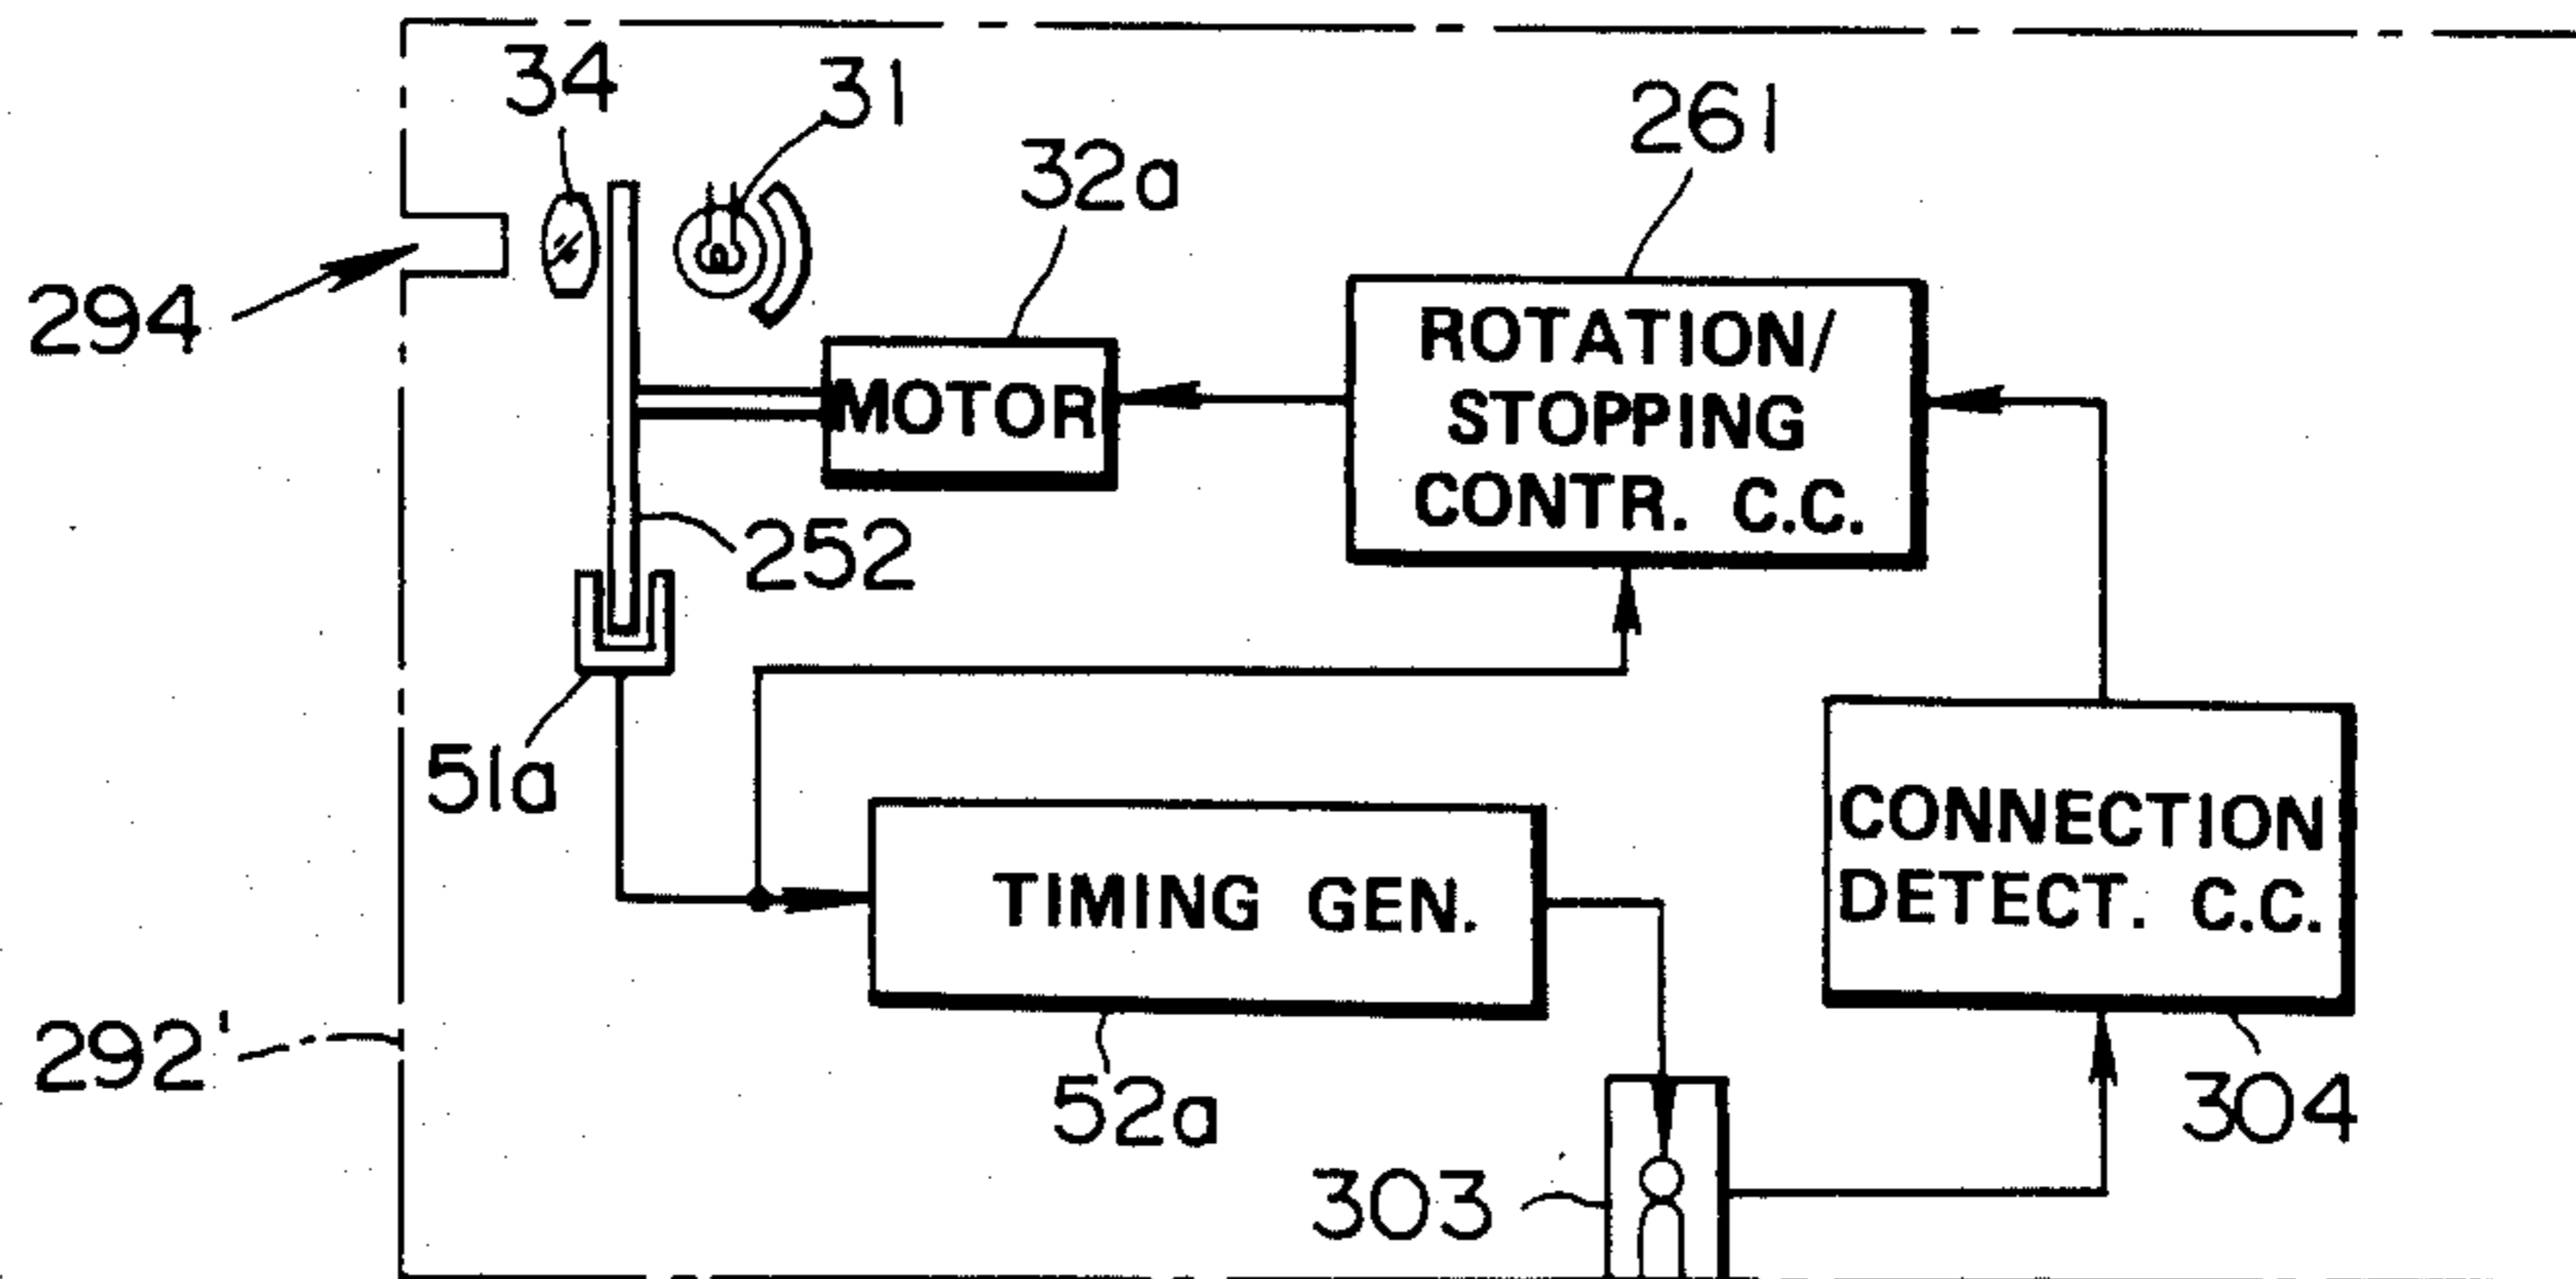 34
31
32a
261
294
ROTATION/
STOPPING
CONTR. C.C.
MOTOR
252
51a
CONNECTION
DETECT. C.C.
TIMING GEN.
292'
52a
304
303